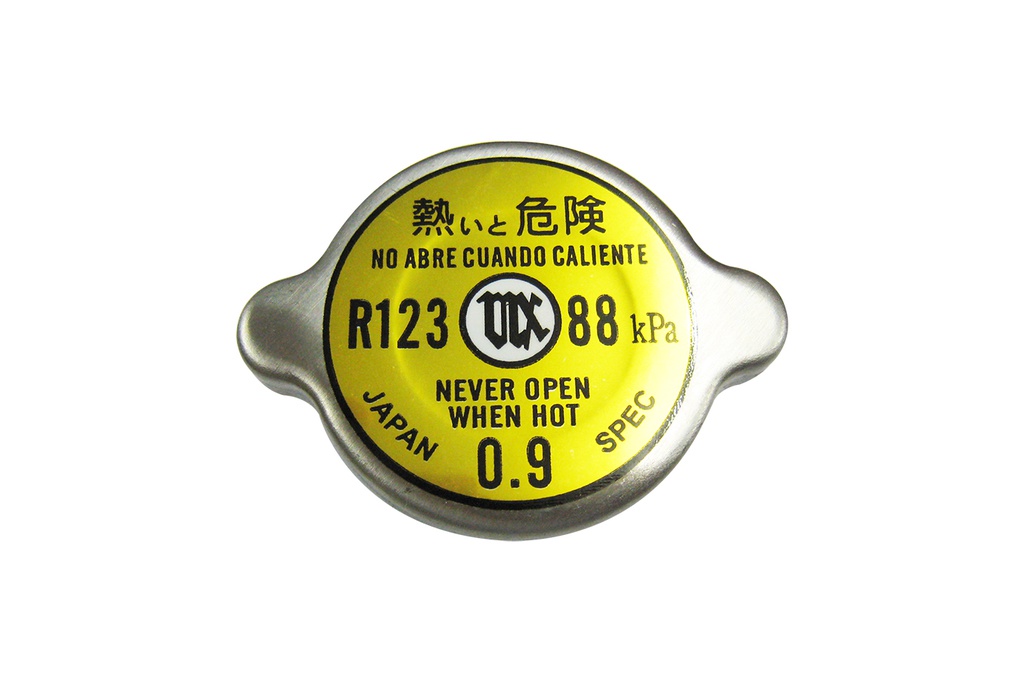 熱いと危険
NO ABRE CUANDO CALIENTE
R123 88 kPa
NEVER OPEN
WHEN HOT
JAPAN SPEC
0.9